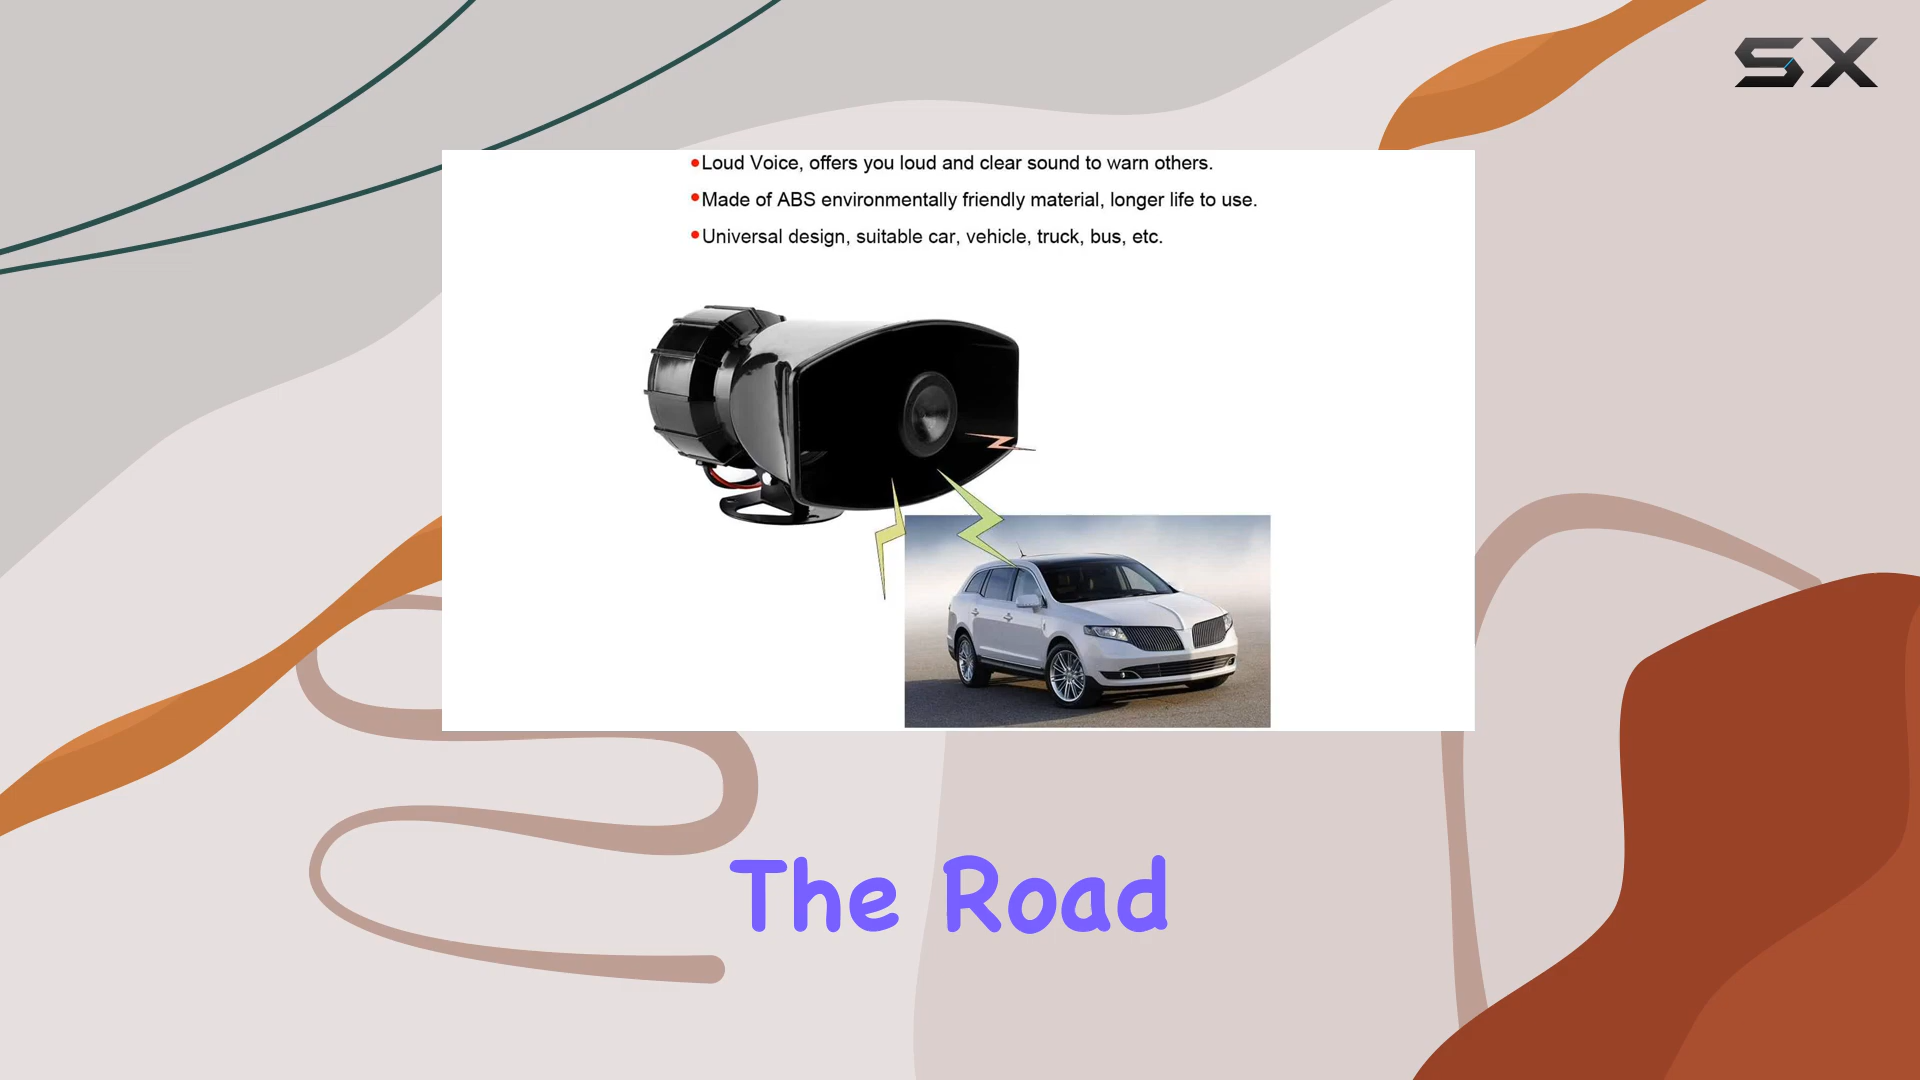 SX
Loud Voice, offers you loud and clear sound to warn others.
Made of ABS environmentally friendly material, longer life to use.
Universal design, suitable car, vehicle, truck, bus, etc.
The Road